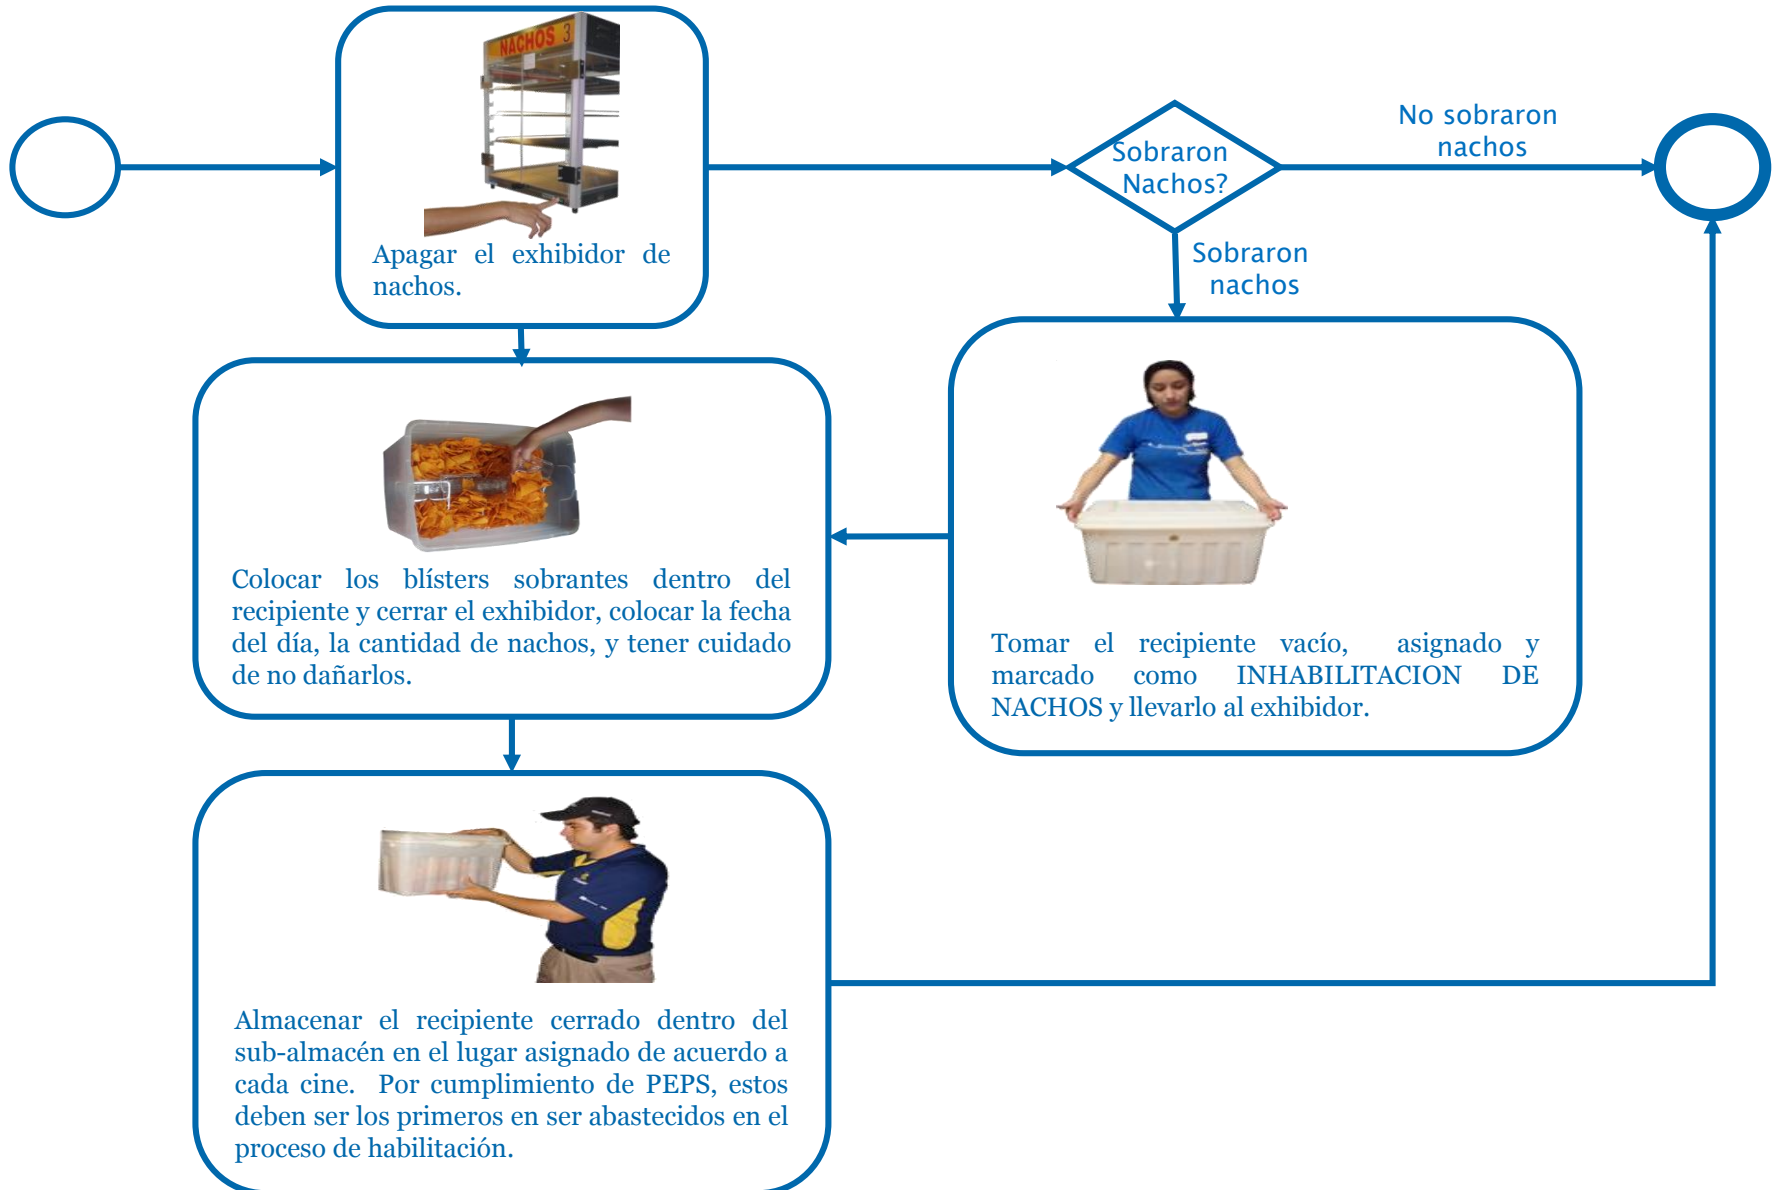 NACHOS 3
Apagar el exhibidor de
nachos.
Sobraron
Nachos?
No sobraron
nachos
Sobraron
nachos
Colocar los blísters sobrantes dentro del
recipiente y cerrar el exhibidor, colocar la fecha
del día, la cantidad de nachos, y tener cuidado
de no dañarlos.
Tomar el recipiente vacío, asignado y
marcado como INHABILITACION DE
NACHOS y llevarlo al exhibidor.
Almacenar el recipiente cerrado dentro del
sub-almacén en el lugar asignado de acuerdo a
cada cine. Por cumplimiento de PEPS, estos
deben ser los primeros en ser abastecidos en el
proceso de habilitación.